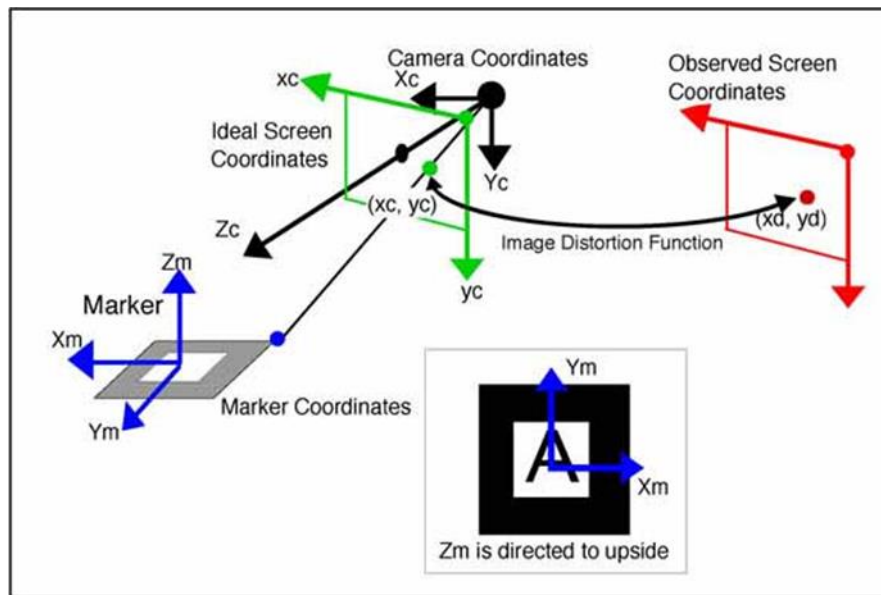 Camera Coordinates
Xc
xc
Observed Screen
Coordinates
Ideal Screen
Coordinates
Yc
(xc, yc)
(xd, yd)
Zc
Image Distortion Function
Zm
yc
Marker
Xm
Ym
Marker Coordinates
Ym
A
Xm
Zm is directed to upside